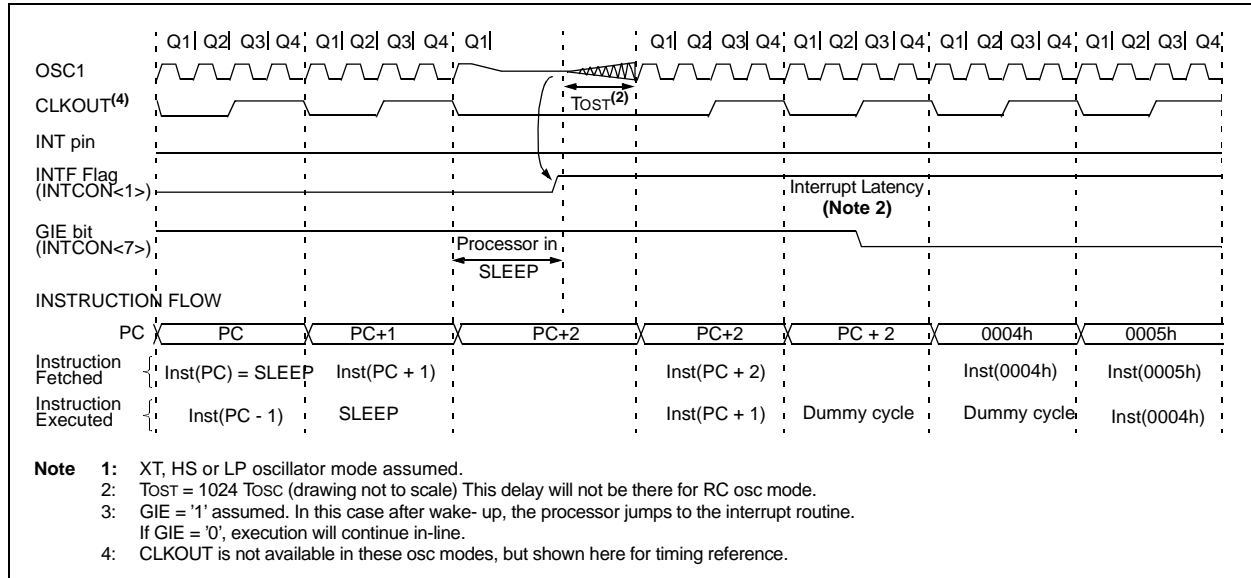 Q1 Q2 Q3 Q4 Q1 Q2 Q3 Q4 Q1 Q1 Q2 Q3 Q4 Q1 Q2 Q3 Q4 Q1 Q2 Q3 Q4 Q1 Q2 Q3 Q4
OSC1
CLKOUT(4)
TOST(2)
INT pin
INTF Flag
(INTCON<1>)
Interrupt Latency
(Note 2)
GIE bit
(INTCON<7>)
Processor in
SLEEP
INSTRUCTION FLOW
PC PC PC+1 PC+2 PC+2 PC + 2 0004h 0005h
Instruction
Fetched
Inst(PC) = SLEEP Inst(PC + 1) Inst(PC + 2) Inst(0004h) Inst(0005h)
Instruction
Executed
Inst(PC - 1) SLEEP Inst(PC + 1) Dummy cycle Dummy cycle Inst(0004h)
Note 1: XT, HS or LP oscillator mode assumed.
2: TOST = 1024 TOSC (drawing not to scale) This delay will not be there for RC osc mode.
3: GIE = '1' assumed. In this case after wake- up, the processor jumps to the interrupt routine.
If GIE = '0', execution will continue in-line.
4: CLKOUT is not available in these osc modes, but shown here for timing reference.